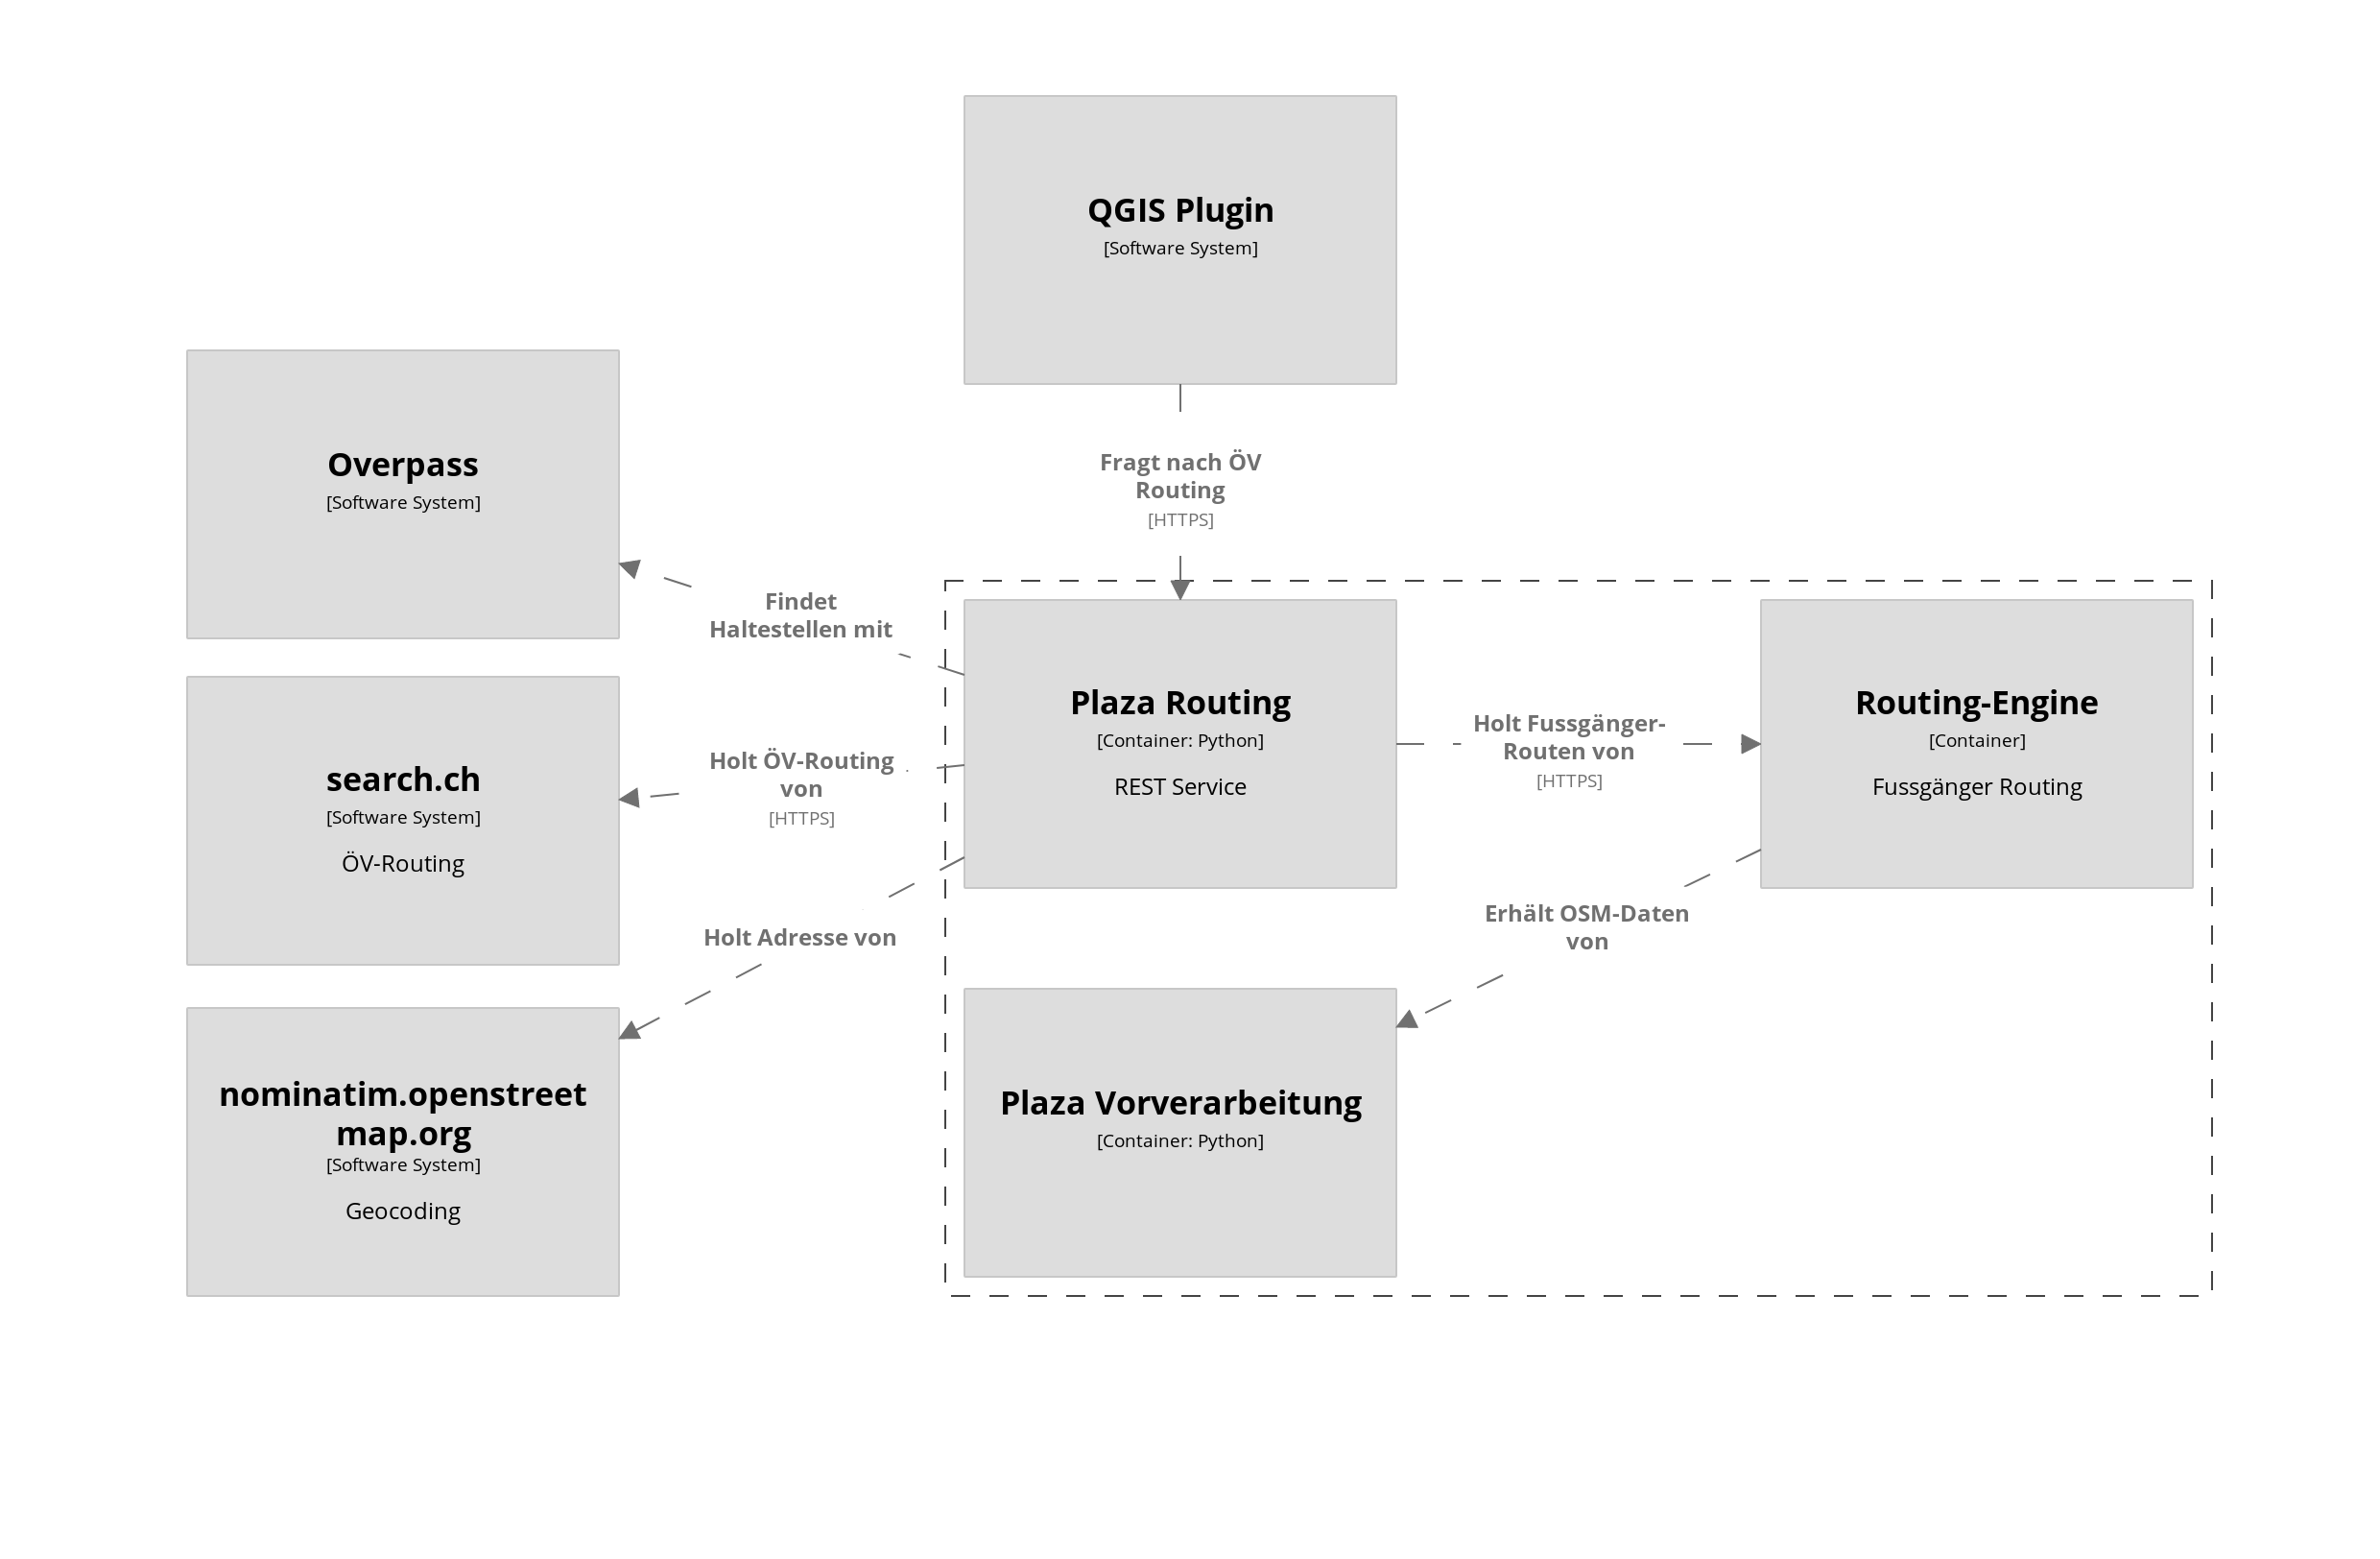 QGIS Plugin
[Software System]
Fragt nach ÖV
Routing
[HTTPS]
Overpass
[Software System]
Findet
Haltestellen mit
search.ch
[Software System]
ÖV-Routing
Holt ÖV-Routing
von
[HTTPS]
Plaza Routing
[Container: Python]
REST Service
Holt Fussgänger-
Routen von
[HTTPS]
Routing-Engine
[Container]
Fussgänger Routing
Holt Adresse von
Erhält OSM-Daten
von
nominatim.openstreet
map.org
[Software System]
Geocoding
Plaza Vorverarbeitung
[Container: Python]